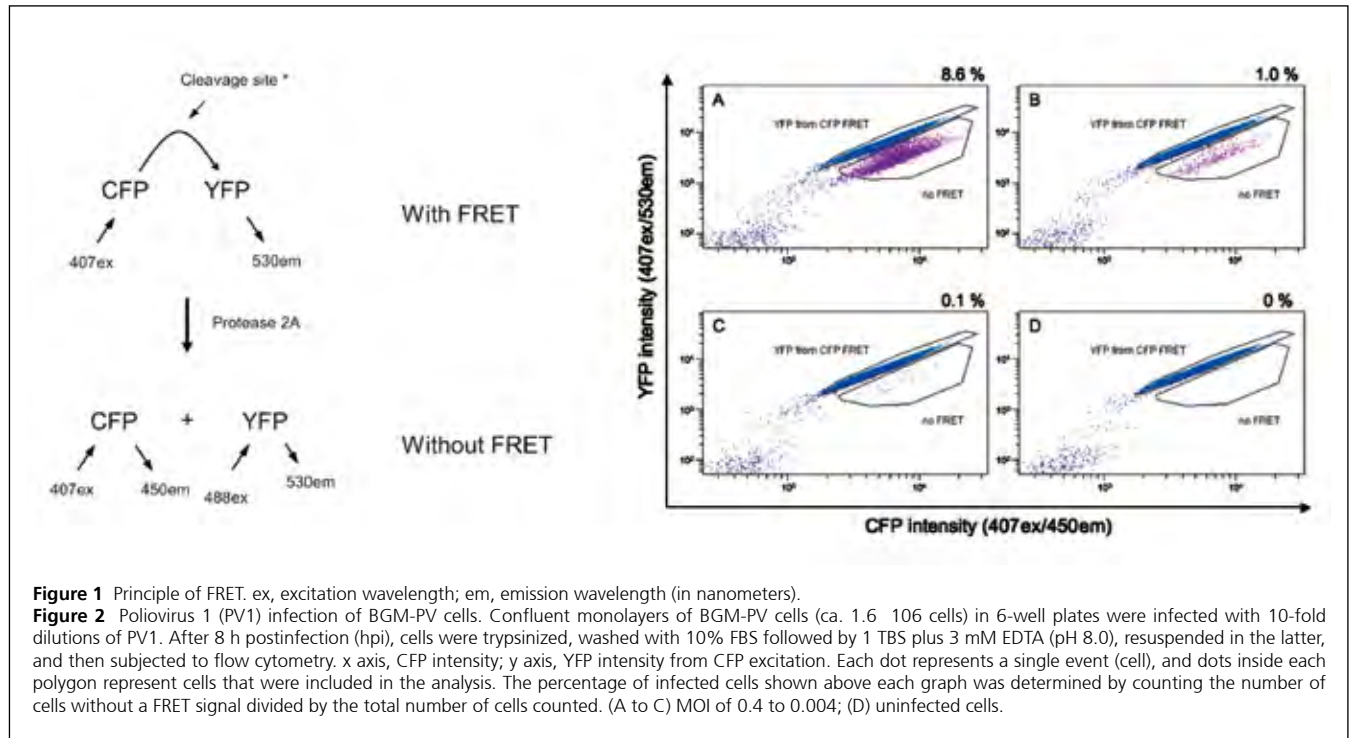 Cleavage site *
CFP YFP
With FRET
407ex 530em
Protease 2A
CFP + YFP
Without FRET
407ex 450em 488ex 530em
YFP intensity (407ex/530em)
8.6 %
A
YFP from CFP FRET
no FRET
1.0 %
B
YFP from CFP FRET
no FRET
0.1 %
C
YFP from CFP FRET
no FRET
0 %
D
YFP from CFP FRET
no FRET
CFP intensity (407ex/450em)
Figure 1 Principle of FRET. ex, excitation wavelength; em, emission wavelength (in nanometers).
Figure 2 Poliovirus 1 (PV1) infection of BGM-PV cells. Confluent monolayers of BGM-PV cells (ca. 1.6 106 cells) in 6-well plates were infected with 10-fold
dilutions of PV1. After 8 h postinfection (hpi), cells were trypsinized, washed with 10% FBS followed by 1 TBS plus 3 mM EDTA (pH 8.0), resuspended in the latter,
and then subjected to flow cytometry. x axis, CFP intensity; y axis, YFP intensity from CFP excitation. Each dot represents a single event (cell), and dots inside each
polygon represent cells that were included in the analysis. The percentage of infected cells shown above each graph was determined by counting the number of
cells without a FRET signal divided by the total number of cells counted. (A to C) MOI of 0.4 to 0.004; (D) uninfected cells.